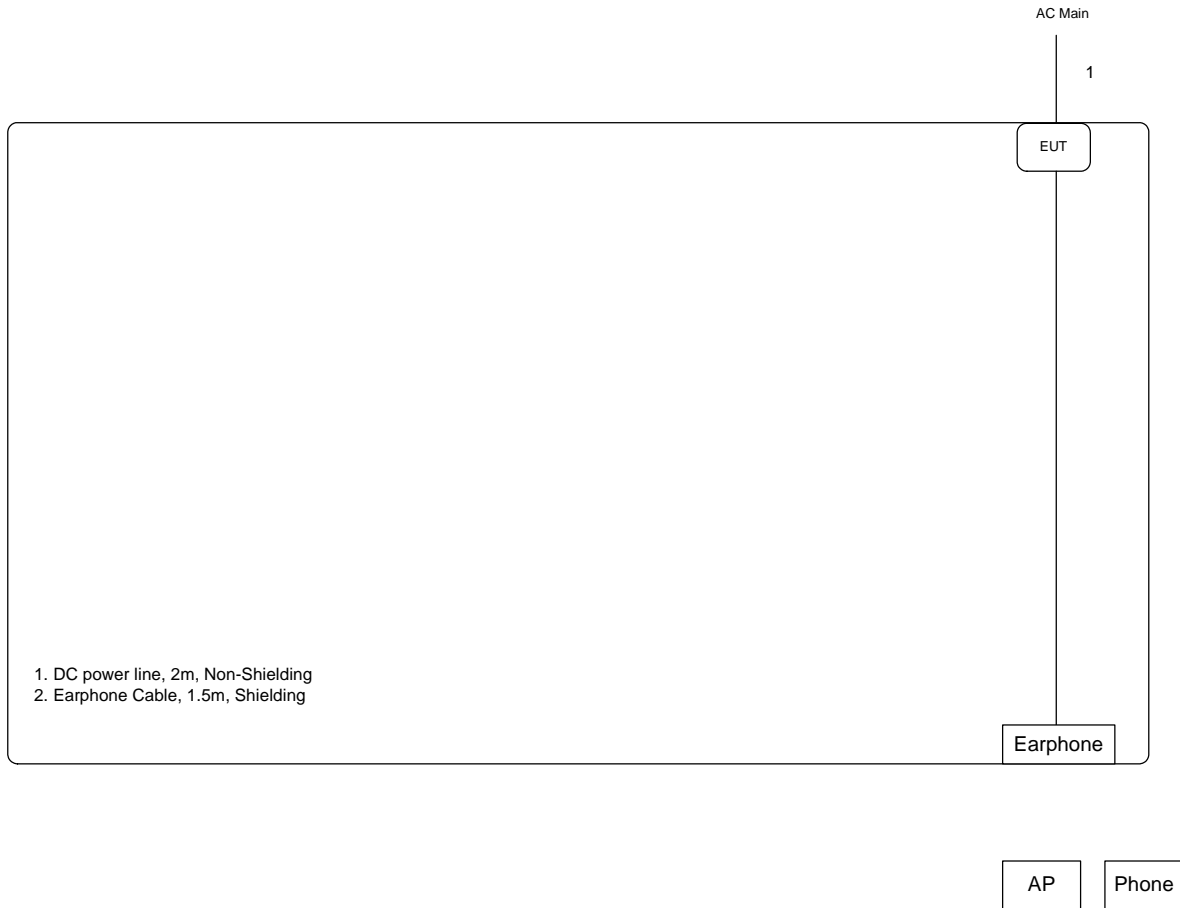 AC Main
1
EUT
1. DC power line, 2m, Non-Shielding
2. Earphone Cable, 1.5m, Shielding
Earphone
AP
Phone